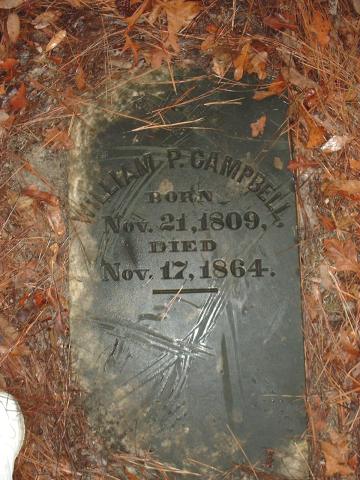 WILLIAM P. CAMPBELL,
BORN
Nov. 21, 1809,
DIED
Nov. 17, 1864.